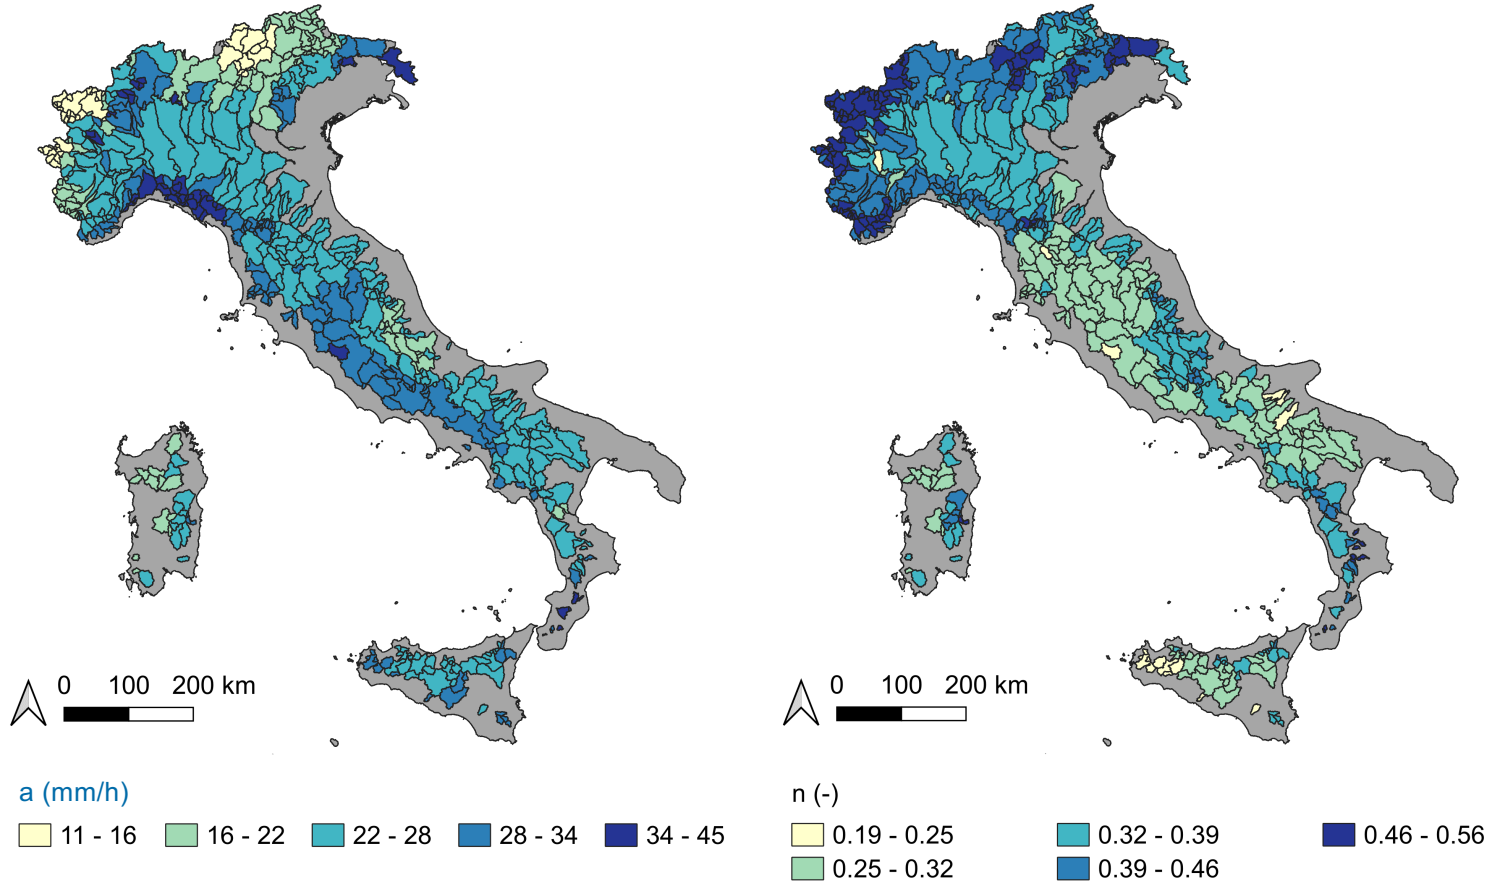 0 100 200 km
0 100 200 km
a (mm/h)
11 - 16 16 - 22 22 - 28 28 - 34 34 - 45
n (-)
0.19 - 0.25 0.32 - 0.39 0.46 - 0.56
0.25 - 0.32 0.39 - 0.46